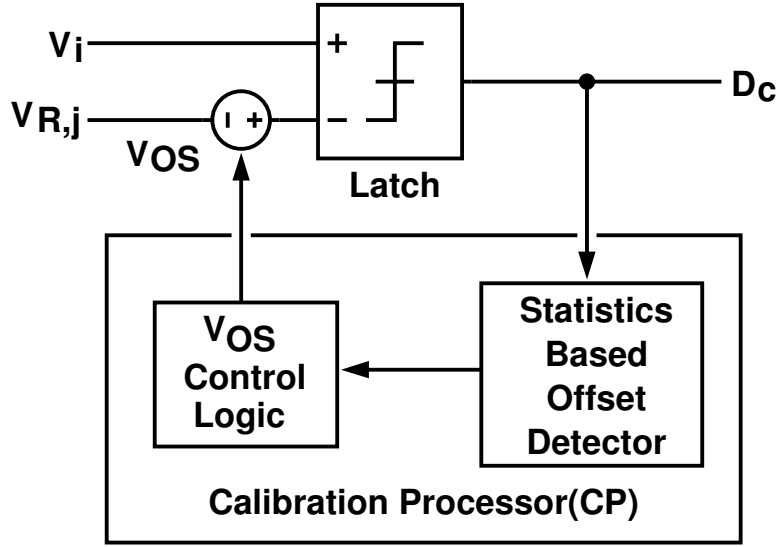 Vi
+
Dc
VR,j
- +
-
VOS
Latch
VOS
Control
Logic
Statistics
Based
Offset
Detector
Calibration Processor(CP)